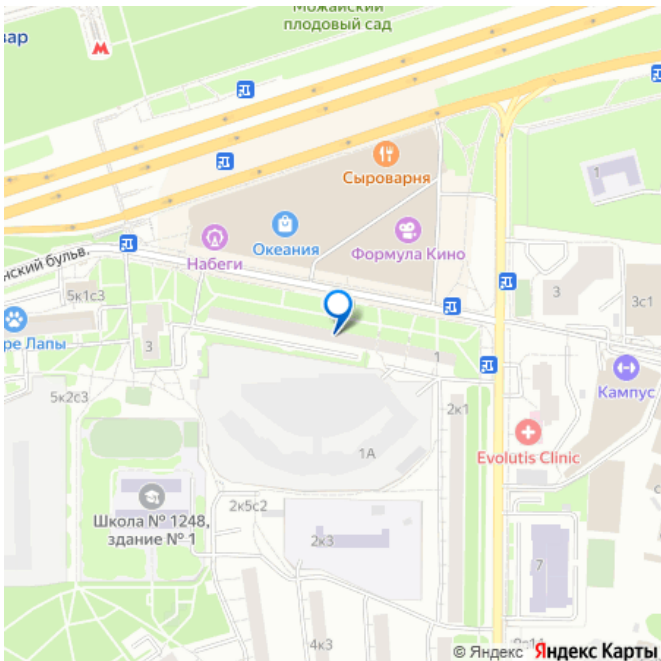 Можайский
плодовый сад
вар
Сыроварня
1
Океания
Формула Кино
Набеги
нский бульв.
5к1с3
3
3с1
ре Лапы
3
1
Кампус
5к2с3
2к1
1А
Evolutis Clinic
Школа № 1248,
здание № 1
2к5с2
2к3
7
4к3
© Яндекс Яндекс Карты